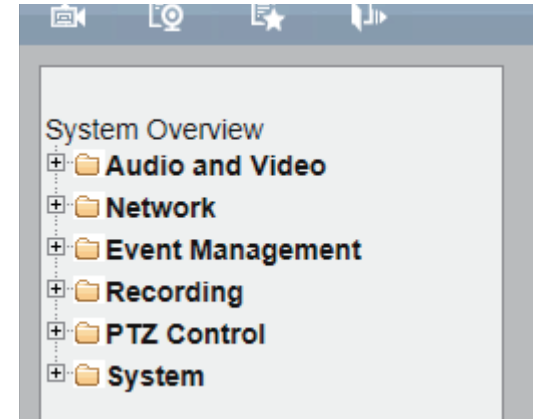 System Overview
Audio and Video
Network
Event Management
Recording
PTZ Control
System